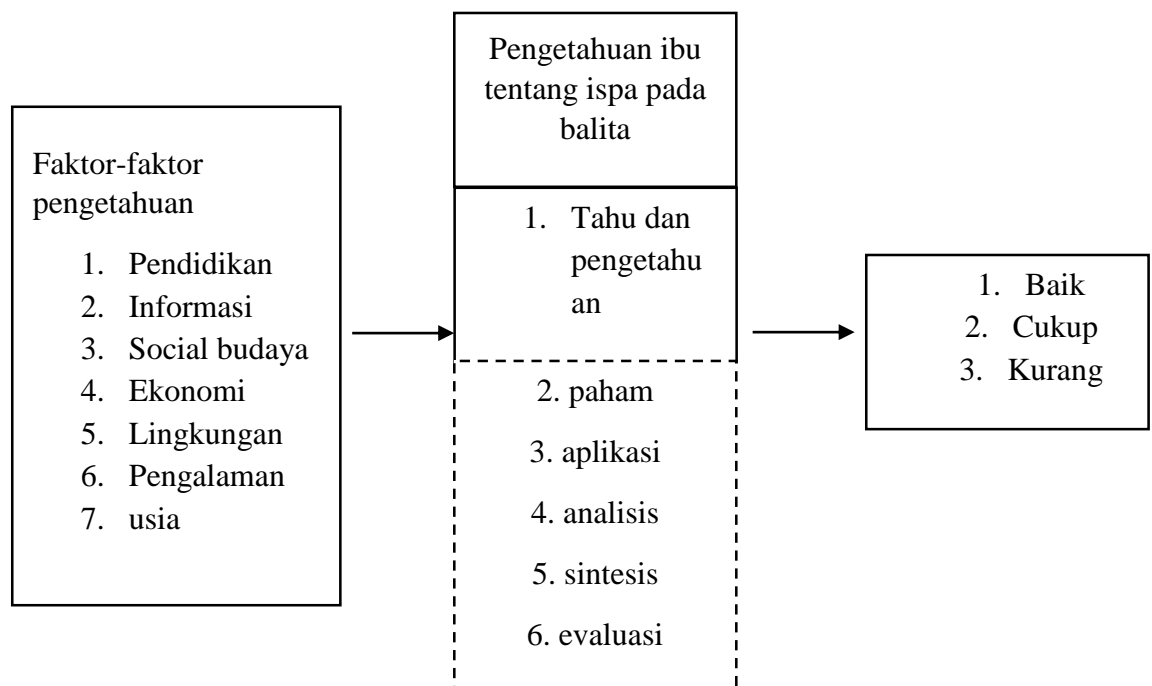 Faktor-faktor
pengetahuan
1. Pendidikan
2. Informasi
3. Social budaya
4. Ekonomi
5. Lingkungan
6. Pengalaman
7. usia
Pengetahuan ibu
tentang ispa pada
balita
1. Tahu dan
pengetahu
an
2. paham
3. aplikasi
4. analisis
5. sintesis
6. evaluasi
1. Baik
2. Cukup
3. Kurang